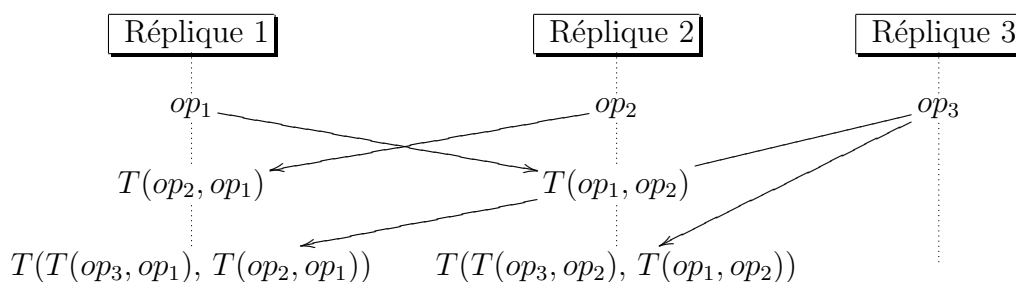 Réplique 1 Réplique 2 Réplique 3
op₁ op₂ op₃
T(op₂, op₁) T(op₁, op₂)
T(T(op₃, op₁), T(op₂, op₁)) T(T(op₃, op₂), T(op₁, op₂))